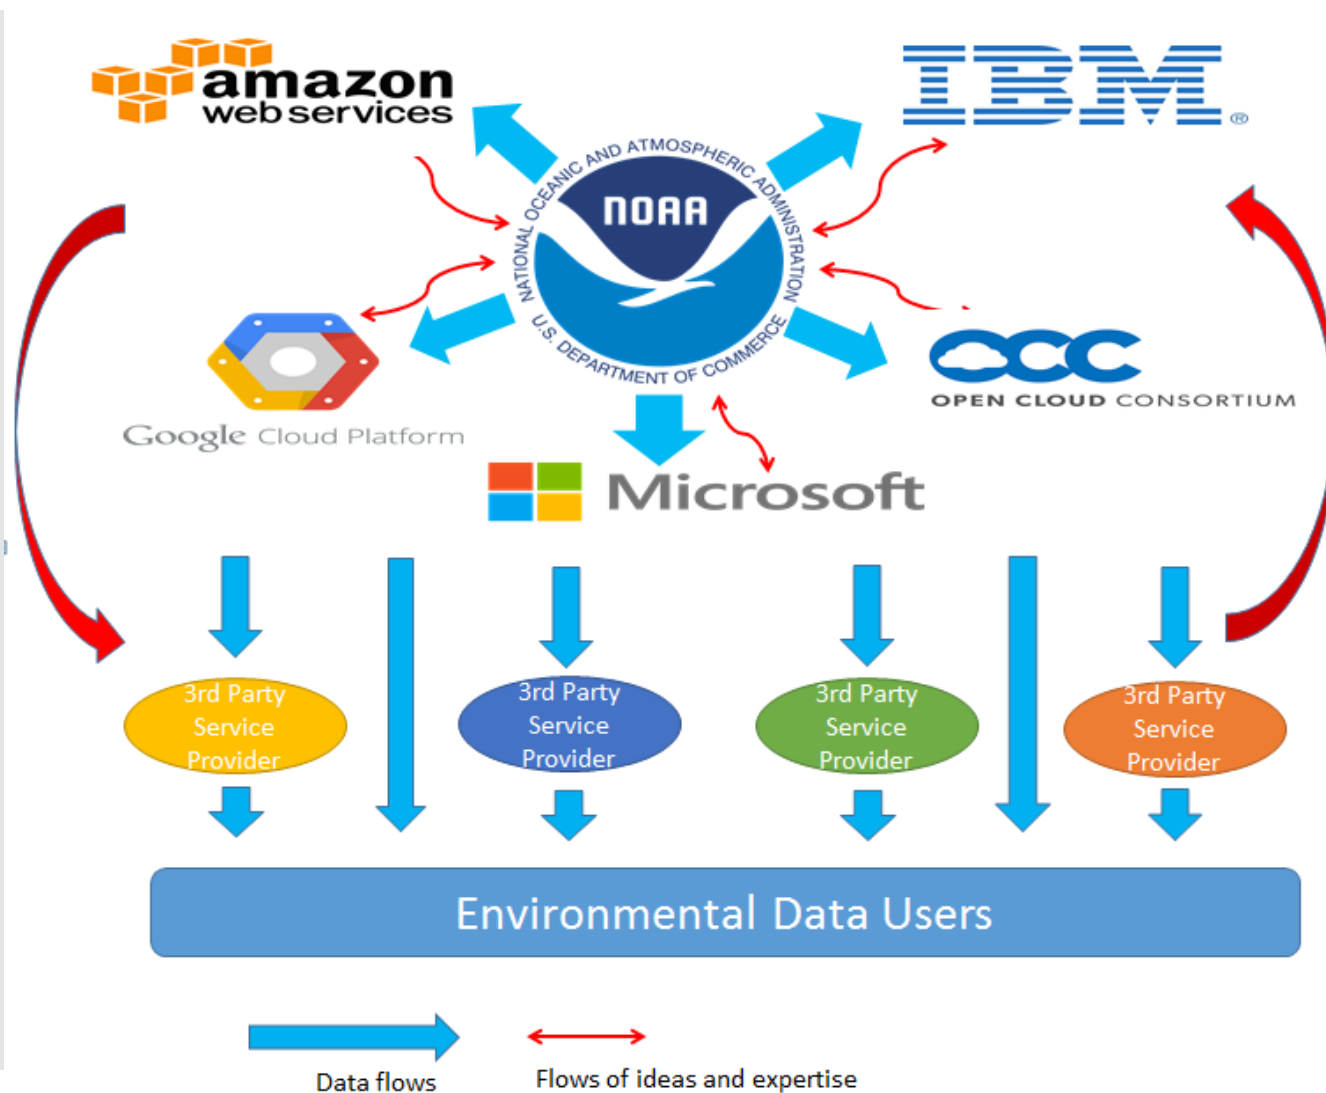 amazon
web services
IBM
®
NATIONAL OCEANIC AND ATMOSPHERIC ADMINISTRATION
NOAA
U.S. DEPARTMENT OF COMMERCE
Google Cloud Platform
OCC
OPEN CLOUD CONSORTIUM
Microsoft
3rd Party
Service
Provider
3rd Party
Service
Provider
3rd Party
Service
Provider
3rd Party
Service
Provider
Environmental Data Users
Data flows
Flows of ideas and expertise